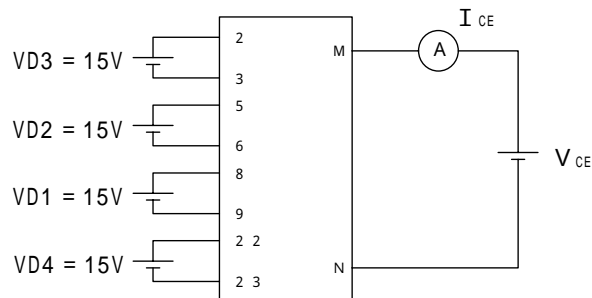 VD3 = 15V
VD2 = 15V
VD1 = 15V
VD4 = 15V
2
3
5
6
8
9
2 2
2 3
M
N
A
I CE
V CE